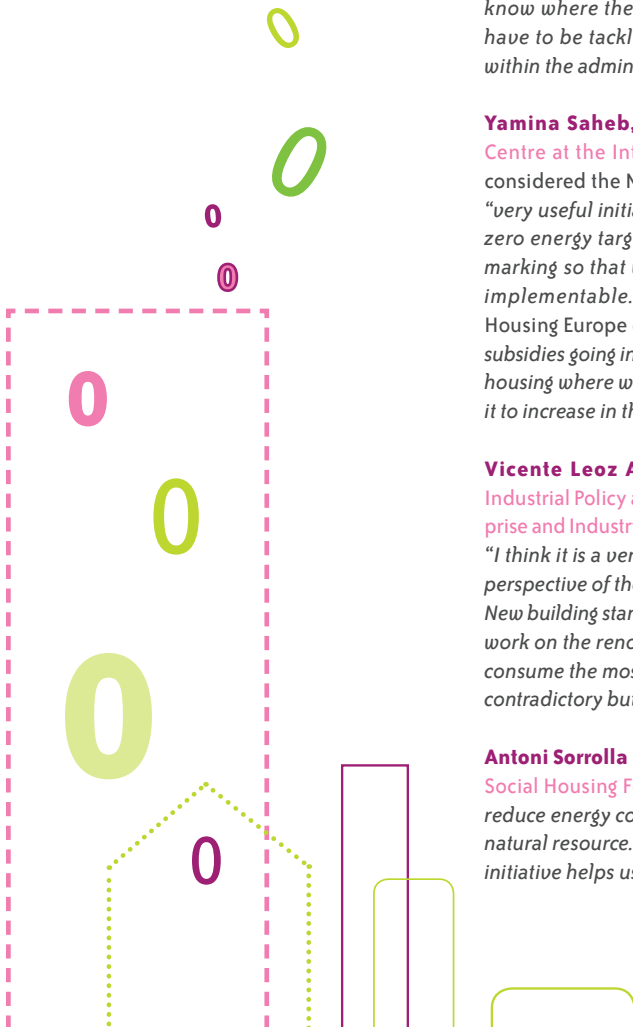 0
0
0
0
0
0
0
0
know where the
have to be tackl
within the admin
Yamina Saheb,
Centre at the Int
considered the N
“very useful initia
zero energy targ
marking so that
implementable.
Housing Europe
subsidies going in
housing where w
it to increase in th
Vicente Leoz A
Industrial Policy a
prise and Industr
“I think it is a ver
perspective of the
New building star
work on the reno
consume the mos
contradictory but
Antoni Sorrolla
Social Housing F
reduce energy co
natural resource.
initiative helps us